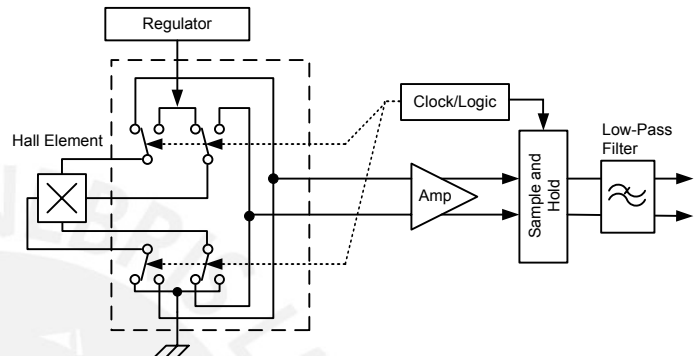 Regulator
Clock/Logic
Hall Element
Low-Pass
Filter
Amp
Sample and
Hold